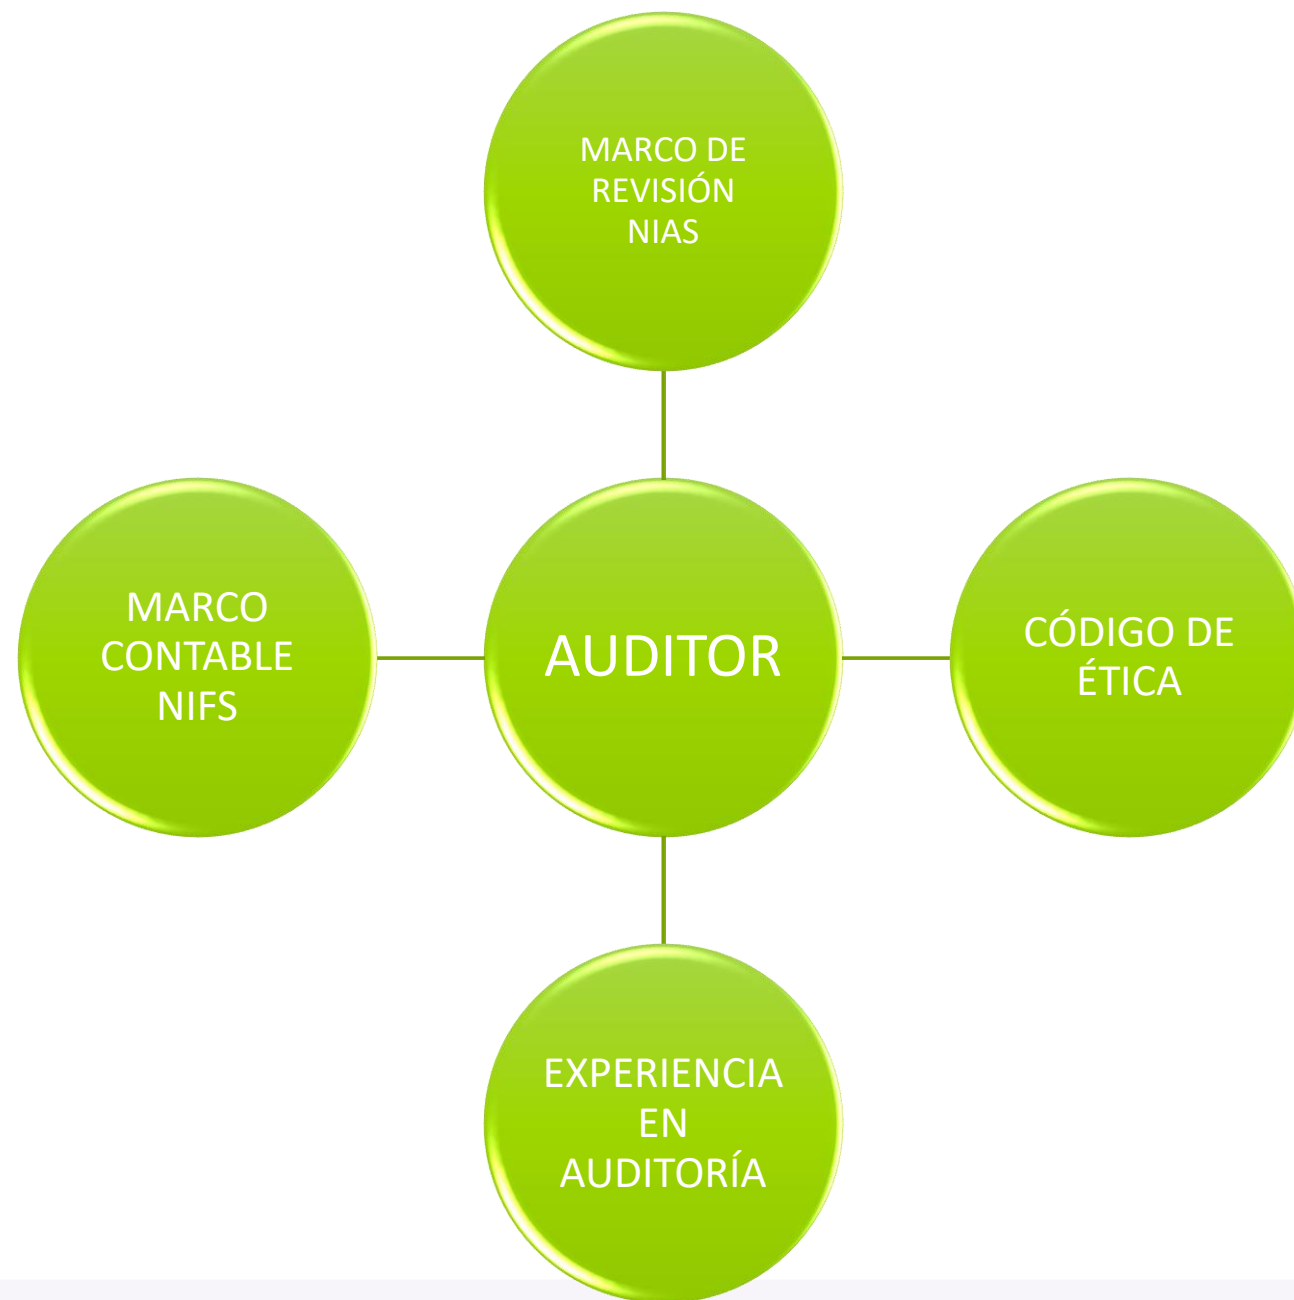 MARCO DE
REVISIÓN
NIAS
MARCO
CONTABLE
NIFS
AUDITOR
CÓDIGO DE
ÉTICA
EXPERIENCIA
EN
AUDITORÍA